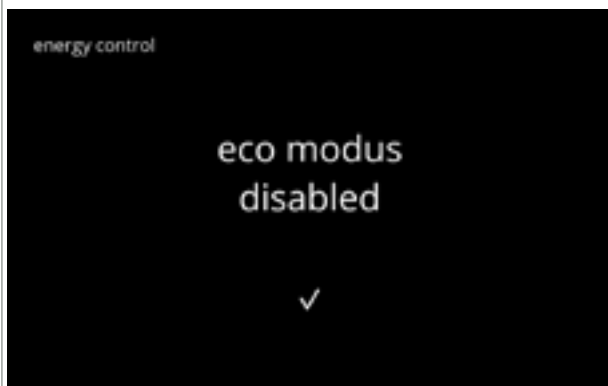 energy control
eco modus
disabled